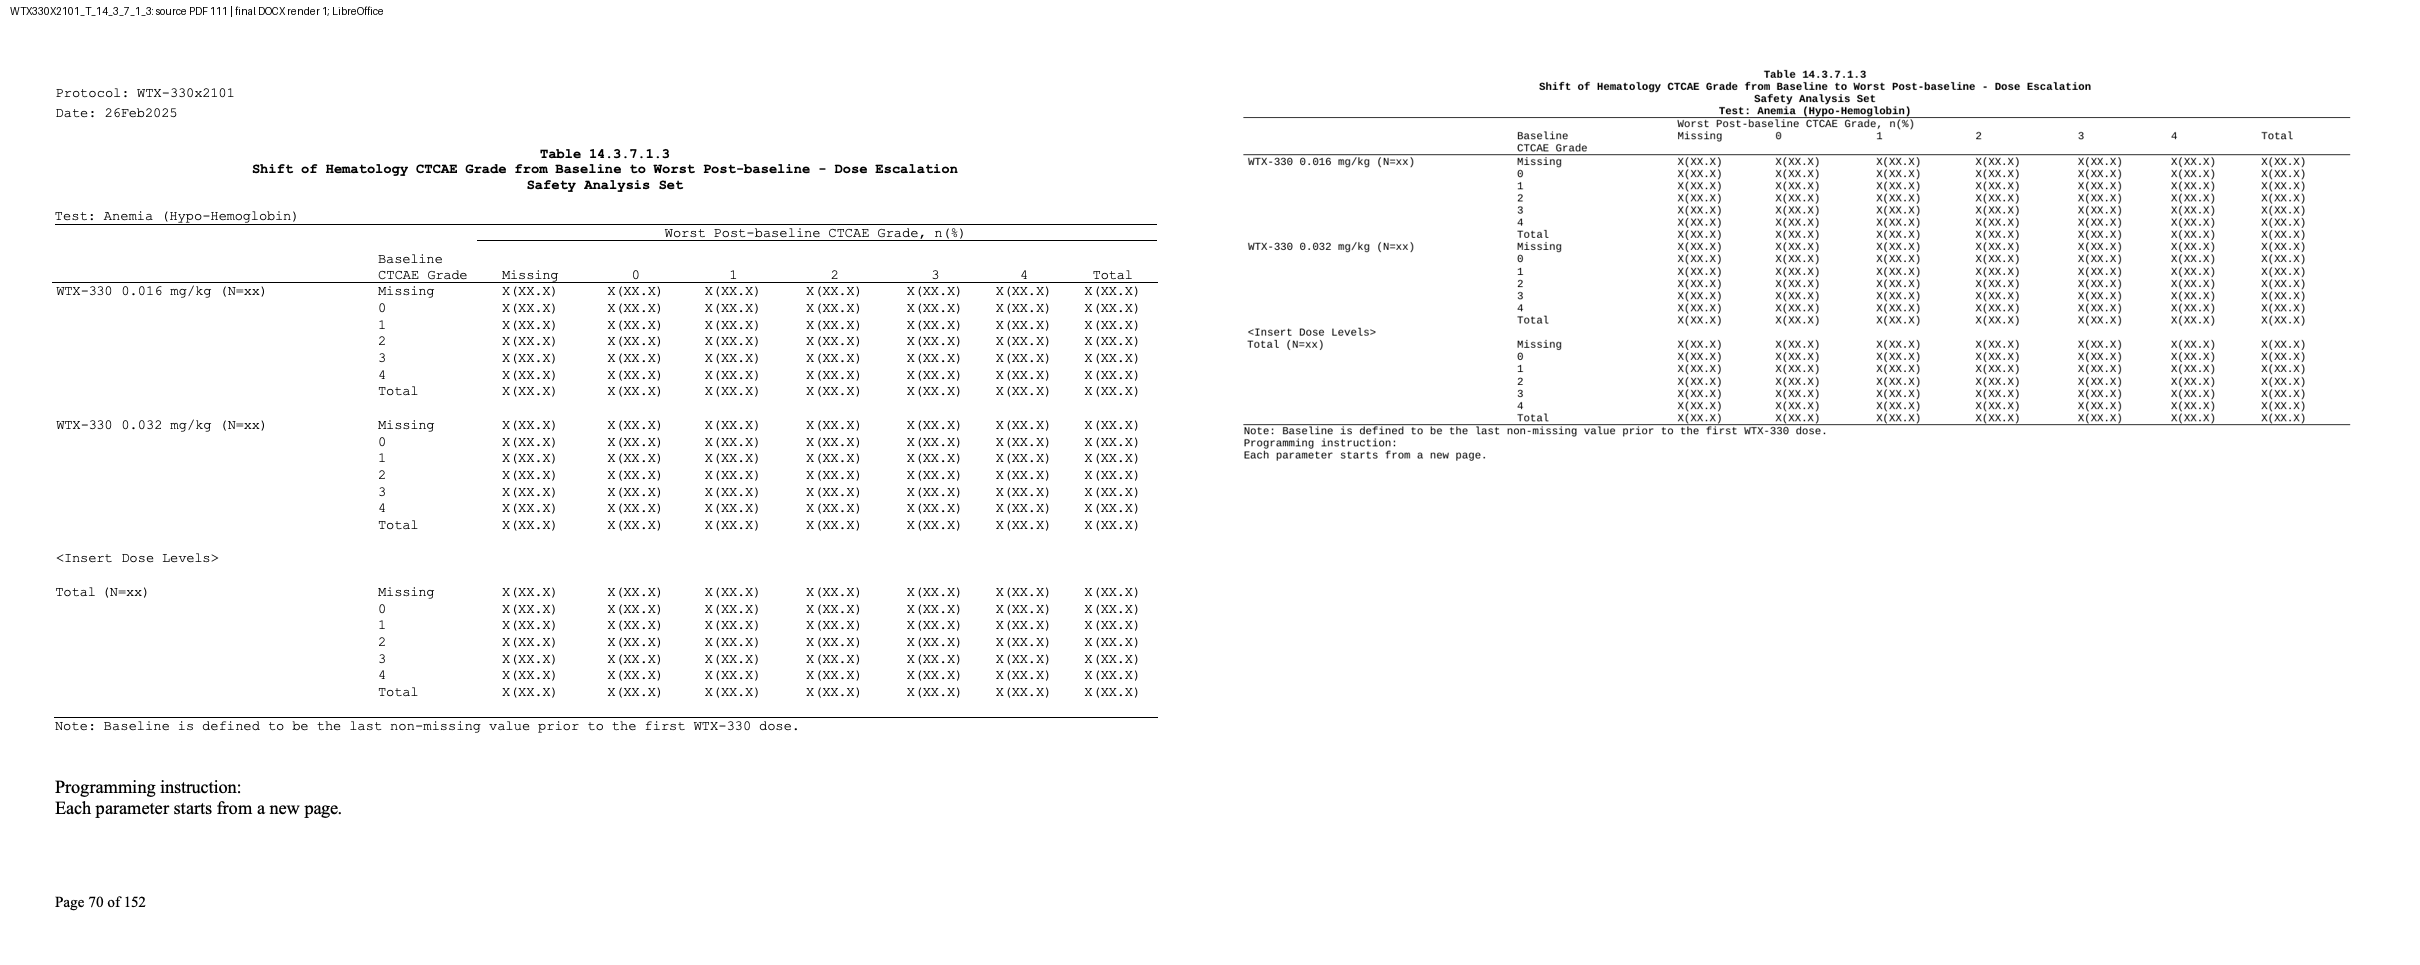 WTX330X2101_T_14_3_7_1_3: source PDF 111 | final DOCX render 1; LibreOffice
Protocol: WTX-330x2101
Date: 26Feb2025
Table 14.3.7.1.3
Shift of Hematology CTCAE Grade from Baseline to Worst Post-baseline - Dose Escalation
Safety Analysis Set
Test: Anemia (Hypo-Hemoglobin)
Worst Post-baseline CTCAE Grade, n(%)
Baseline
CTCAE Grade Missing 0 1 2 3 4 Total
WTX-330 0.016 mg/kg (N=xx) Missing X(XX.X) X(XX.X) X(XX.X) X(XX.X) X(XX.X) X(XX.X) X(XX.X)
0 X(XX.X) X(XX.X) X(XX.X) X(XX.X) X(XX.X) X(XX.X) X(XX.X)
1 X(XX.X) X(XX.X) X(XX.X) X(XX.X) X(XX.X) X(XX.X) X(XX.X)
2 X(XX.X) X(XX.X) X(XX.X) X(XX.X) X(XX.X) X(XX.X) X(XX.X)
3 X(XX.X) X(XX.X) X(XX.X) X(XX.X) X(XX.X) X(XX.X) X(XX.X)
4 X(XX.X) X(XX.X) X(XX.X) X(XX.X) X(XX.X) X(XX.X) X(XX.X)
Total X(XX.X) X(XX.X) X(XX.X) X(XX.X) X(XX.X) X(XX.X) X(XX.X)
WTX-330 0.032 mg/kg (N=xx) Missing X(XX.X) X(XX.X) X(XX.X) X(XX.X) X(XX.X) X(XX.X) X(XX.X)
0 X(XX.X) X(XX.X) X(XX.X) X(XX.X) X(XX.X) X(XX.X) X(XX.X)
1 X(XX.X) X(XX.X) X(XX.X) X(XX.X) X(XX.X) X(XX.X) X(XX.X)
2 X(XX.X) X(XX.X) X(XX.X) X(XX.X) X(XX.X) X(XX.X) X(XX.X)
3 X(XX.X) X(XX.X) X(XX.X) X(XX.X) X(XX.X) X(XX.X) X(XX.X)
4 X(XX.X) X(XX.X) X(XX.X) X(XX.X) X(XX.X) X(XX.X) X(XX.X)
Total X(XX.X) X(XX.X) X(XX.X) X(XX.X) X(XX.X) X(XX.X) X(XX.X)
<Insert Dose Levels>
Total (N=xx) Missing X(XX.X) X(XX.X) X(XX.X) X(XX.X) X(XX.X) X(XX.X) X(XX.X)
0 X(XX.X) X(XX.X) X(XX.X) X(XX.X) X(XX.X) X(XX.X) X(XX.X)
1 X(XX.X) X(XX.X) X(XX.X) X(XX.X) X(XX.X) X(XX.X) X(XX.X)
2 X(XX.X) X(XX.X) X(XX.X) X(XX.X) X(XX.X) X(XX.X) X(XX.X)
3 X(XX.X) X(XX.X) X(XX.X) X(XX.X) X(XX.X) X(XX.X) X(XX.X)
4 X(XX.X) X(XX.X) X(XX.X) X(XX.X) X(XX.X) X(XX.X) X(XX.X)
Total X(XX.X) X(XX.X) X(XX.X) X(XX.X) X(XX.X) X(XX.X) X(XX.X)
Note: Baseline is defined to be the last non-missing value prior to the first WTX-330 dose.
Programming instruction:
Each parameter starts from a new page.
Page 70 of 152
Table 14.3.7.1.3
Shift of Hematology CTCAE Grade from Baseline to Worst Post-baseline - Dose Escalation
Safety Analysis Set
Test: Anemia (Hypo-Hemoglobin)
Worst Post-baseline CTCAE Grade, n(%)
Baseline Missing 0 1 2 3 4 Total
CTCAE Grade
WTX-330 0.016 mg/kg (N=xx) Missing X(XX.X) X(XX.X) X(XX.X) X(XX.X) X(XX.X) X(XX.X) X(XX.X)
0 X(XX.X) X(XX.X) X(XX.X) X(XX.X) X(XX.X) X(XX.X) X(XX.X)
1 X(XX.X) X(XX.X) X(XX.X) X(XX.X) X(XX.X) X(XX.X) X(XX.X)
2 X(XX.X) X(XX.X) X(XX.X) X(XX.X) X(XX.X) X(XX.X) X(XX.X)
3 X(XX.X) X(XX.X) X(XX.X) X(XX.X) X(XX.X) X(XX.X) X(XX.X)
4 X(XX.X) X(XX.X) X(XX.X) X(XX.X) X(XX.X) X(XX.X) X(XX.X)
Total X(XX.X) X(XX.X) X(XX.X) X(XX.X) X(XX.X) X(XX.X) X(XX.X)
WTX-330 0.032 mg/kg (N=xx) Missing X(XX.X) X(XX.X) X(XX.X) X(XX.X) X(XX.X) X(XX.X) X(XX.X)
0 X(XX.X) X(XX.X) X(XX.X) X(XX.X) X(XX.X) X(XX.X) X(XX.X)
1 X(XX.X) X(XX.X) X(XX.X) X(XX.X) X(XX.X) X(XX.X) X(XX.X)
2 X(XX.X) X(XX.X) X(XX.X) X(XX.X) X(XX.X) X(XX.X) X(XX.X)
3 X(XX.X) X(XX.X) X(XX.X) X(XX.X) X(XX.X) X(XX.X) X(XX.X)
4 X(XX.X) X(XX.X) X(XX.X) X(XX.X) X(XX.X) X(XX.X) X(XX.X)
Total X(XX.X) X(XX.X) X(XX.X) X(XX.X) X(XX.X) X(XX.X) X(XX.X)
<Insert Dose Levels>
Total (N=xx) Missing X(XX.X) X(XX.X) X(XX.X) X(XX.X) X(XX.X) X(XX.X) X(XX.X)
0 X(XX.X) X(XX.X) X(XX.X) X(XX.X) X(XX.X) X(XX.X) X(XX.X)
1 X(XX.X) X(XX.X) X(XX.X) X(XX.X) X(XX.X) X(XX.X) X(XX.X)
2 X(XX.X) X(XX.X) X(XX.X) X(XX.X) X(XX.X) X(XX.X) X(XX.X)
3 X(XX.X) X(XX.X) X(XX.X) X(XX.X) X(XX.X) X(XX.X) X(XX.X)
4 X(XX.X) X(XX.X) X(XX.X) X(XX.X) X(XX.X) X(XX.X) X(XX.X)
Total X(XX.X) X(XX.X) X(XX.X) X(XX.X) X(XX.X) X(XX.X) X(XX.X)
Note: Baseline is defined to be the last non-missing value prior to the first WTX-330 dose.
Programming instruction:
Each parameter starts from a new page.